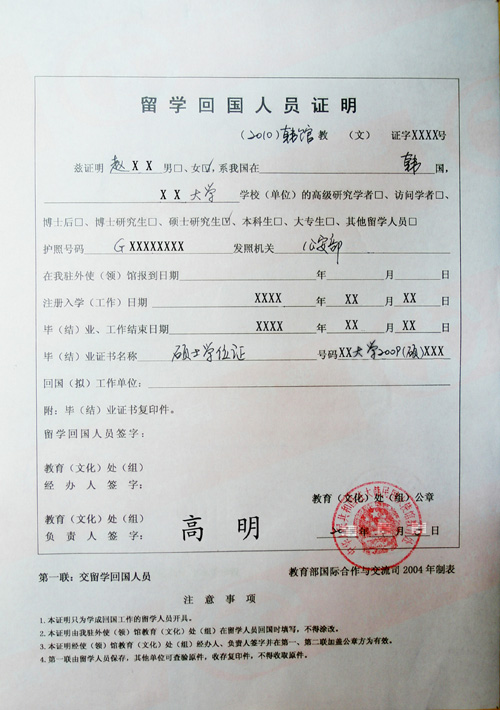 留学回国人员证明
(2010)韩馆教 (文) 证字XXXX号
兹证明 赵XX 男□、女☑, 系我国在 韩 国,
XX大学 学校(单位)的高级研究学者□、访问学者□、
博士后□、博士研究生□、硕士研究生☑、本科生□、大专生□、其他留学人员□
护照号码 G XXXXXXXX 发照机关 公安部
在我驻外使(领)馆报到日期 年 月 日
注册入学(工作)日期 XXXX 年 XX 月 XX 日
毕(结)业、工作结束日期 XXXX 年 XX 月 XX 日
毕(结)业证书名称 硕士学位证 号码XX大学2009(硕)XXX
回国(拟)工作单位:
附:毕(结)业证书复印件。
留学回国人员签字:
教育(文化)处(组)
经办人签字:
教育(文化)处(组)公章
教育(文化)处(组)
负责人签字: 高明 年 月 日
第一联:交留学回国人员 教育部国际合作与交流司2004年制表
注意事项
1.本证明只为学成回国工作的留学人员开具。
2.本证明由我驻外使(领)馆教育(文化)处(组)在留学人员回国时填写,不得涂改。
3.本证明经使(领)馆教育(文化)处(组)经办人、负责人签字并在第一、第二联加盖公章方为有效。
4.第一联由留学人员保存,其他单位可查验原件,收存复印件,不得收取原件。